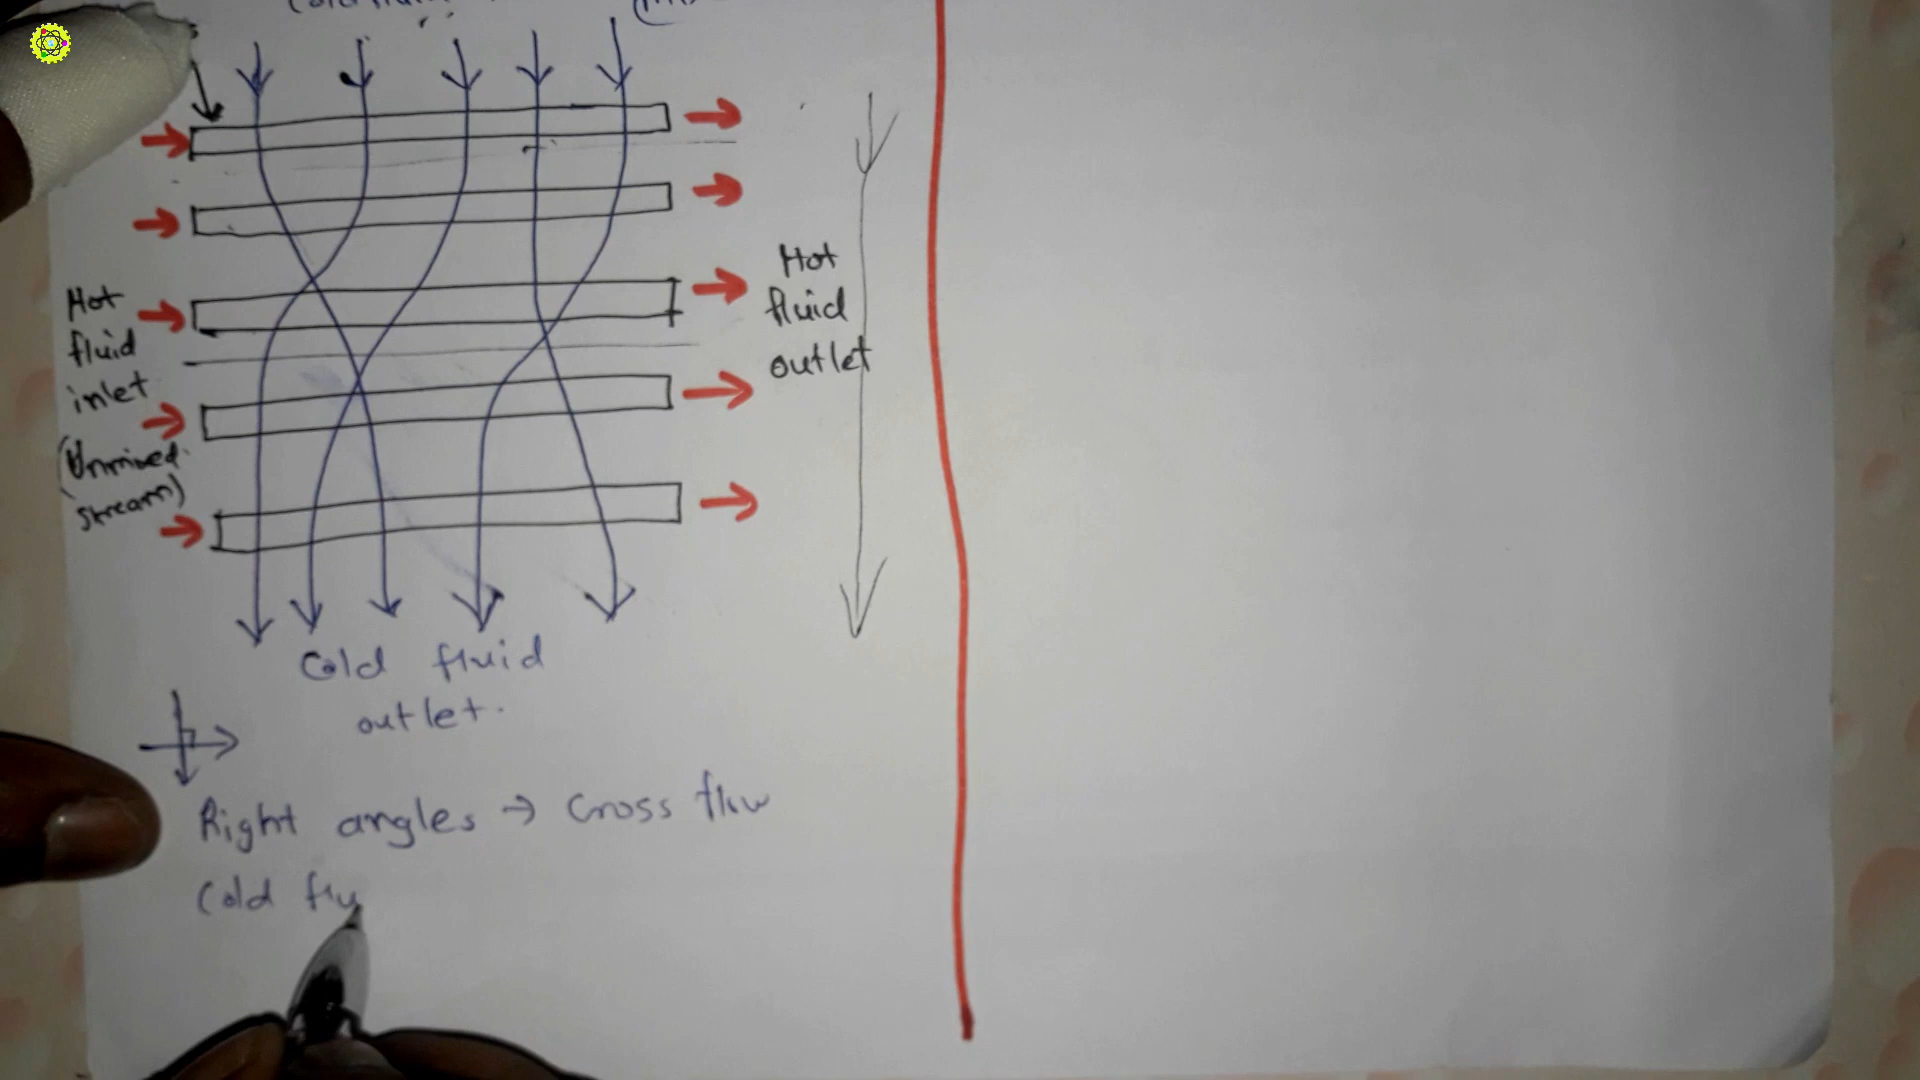 Hot
fluid
inlet
(Unmixed
stream)
Hot
fluid
outlet
Cold fluid
outlet.
Right angles → Cross flow
Cold flu